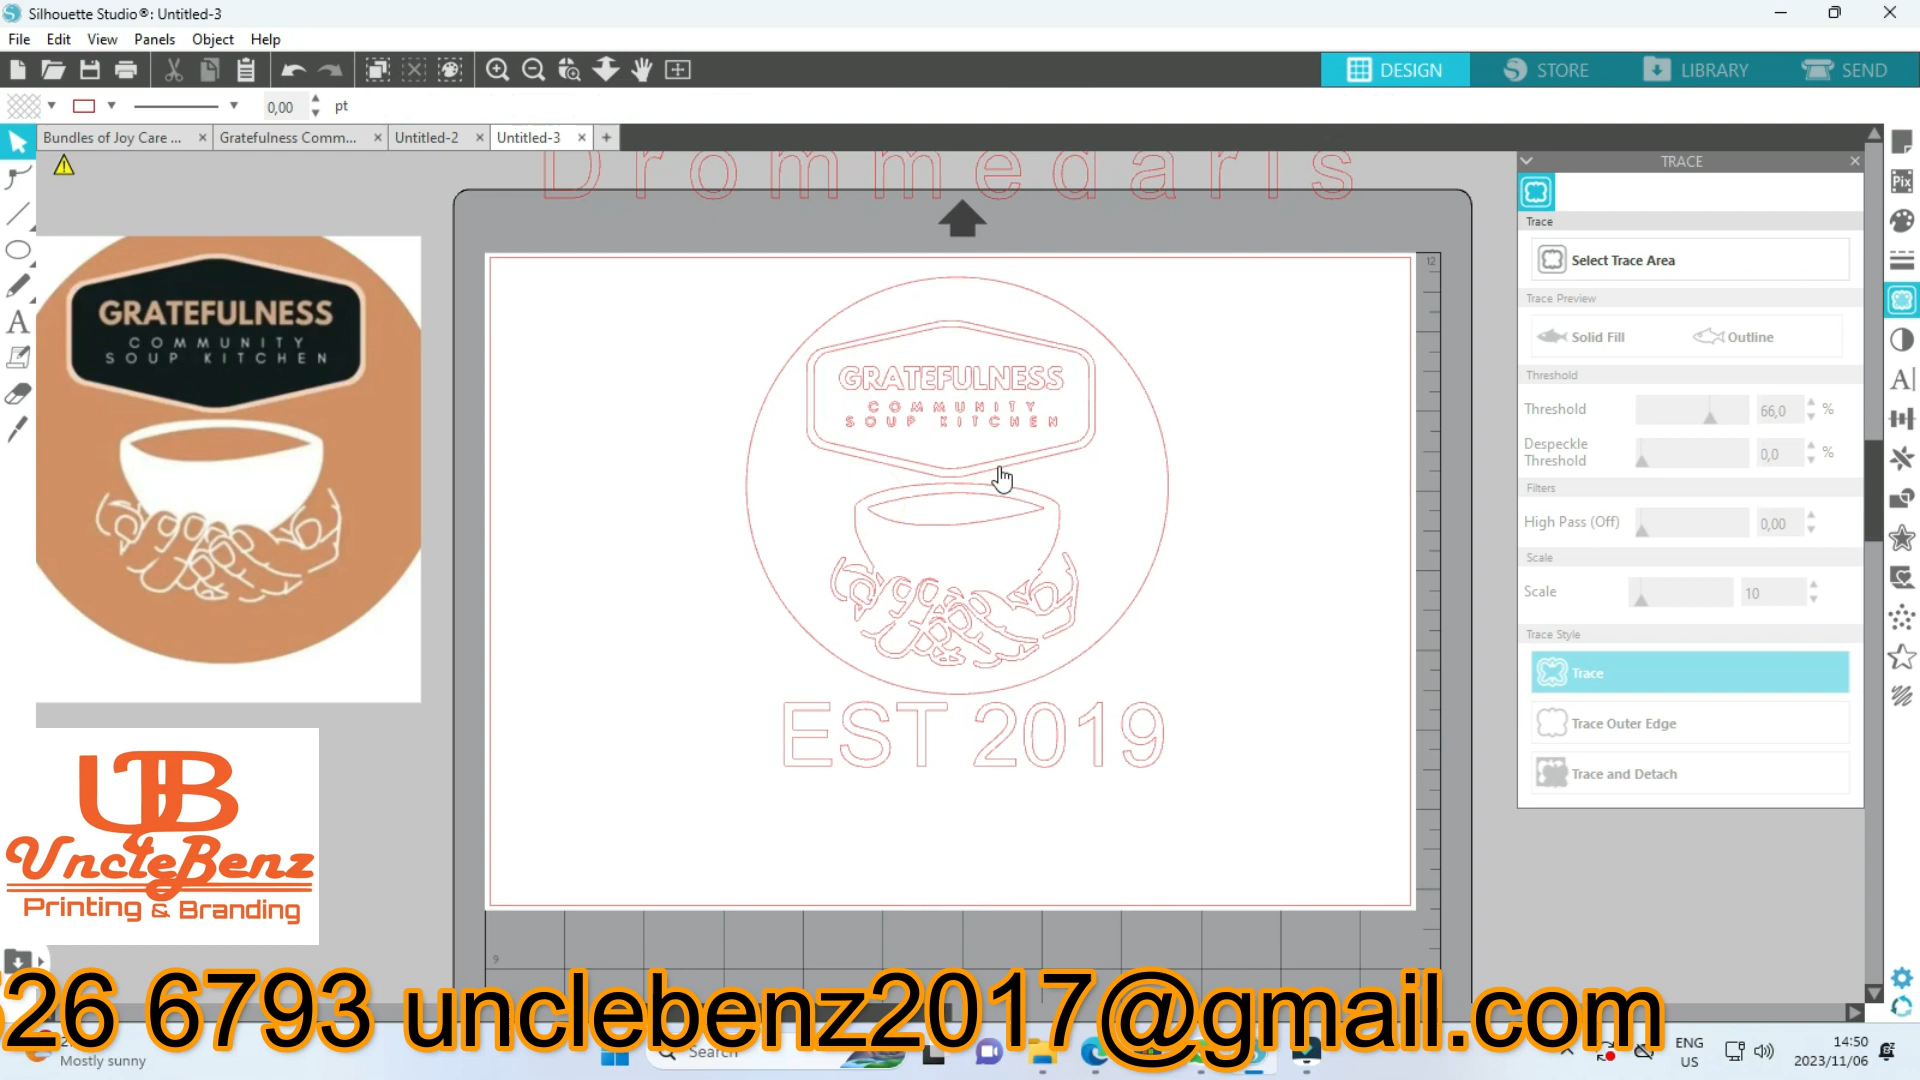 Silhouette Studio®: Untitled-3
File Edit View Panels Object Help
DESIGN STORE LIBRARY SEND
0,00 pt
Bundles of Joy Care ... Gratefulness Comm... Untitled-2 Untitled-3
Drommedaris
TRACE
Trace
Select Trace Area
Trace Preview
Solid Fill Outline
Threshold
Threshold 66,0 %
Despeckle
Threshold 0,0 %
Filters
High Pass (Off) 0,00
Scale
Scale 10
Trace Style
Trace
Trace Outer Edge
Trace and Detach
Pix
GRATEFULNESS
COMMUNITY
SOUP KITCHEN
12
GRATEFULNESS
COMMUNITY
SOUP KITCHEN
EST 2019
UB
UncleBenz
Printing & Branding
9
26 6793 unclebenz2017@gmail.com
Mostly sunny
Search
ENG
US
14:50
2023/11/06